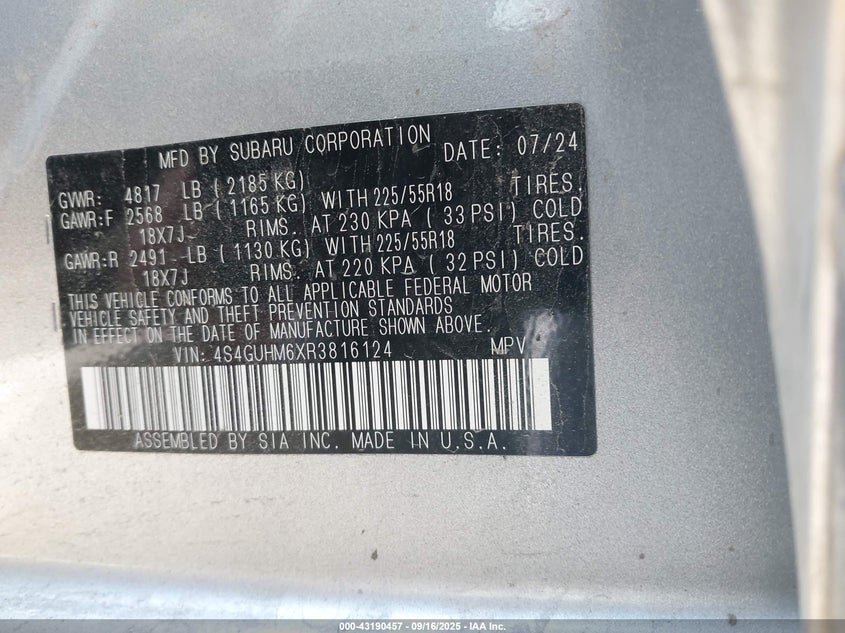 MFD BY SUBARU CORPORATION DATE: 07/24
GVWR: 4817 LB (2185 KG)
GAWR:F 2568 LB (1165 KG) WITH 225/55R18 TIRES,
18X7J RIMS, AT 230 KPA (33 PSI) COLD
GAWR:R 2491 LB (1130 KG) WITH 225/55R18 TIRES,
18X7J RIMS, AT 220 KPA (32 PSI) COLD
THIS VEHICLE CONFORMS TO ALL APPLICABLE FEDERAL MOTOR
VEHICLE SAFETY AND THEFT PREVENTION STANDARDS
IN EFFECT ON THE DATE OF MANUFACTURE SHOWN ABOVE.
VIN: 4S4GUHM6XR3816124 MPV
ASSEMBLED BY SIA INC. MADE IN U.S.A.
000-43190457 - 09/16/2025 - IAA Inc.